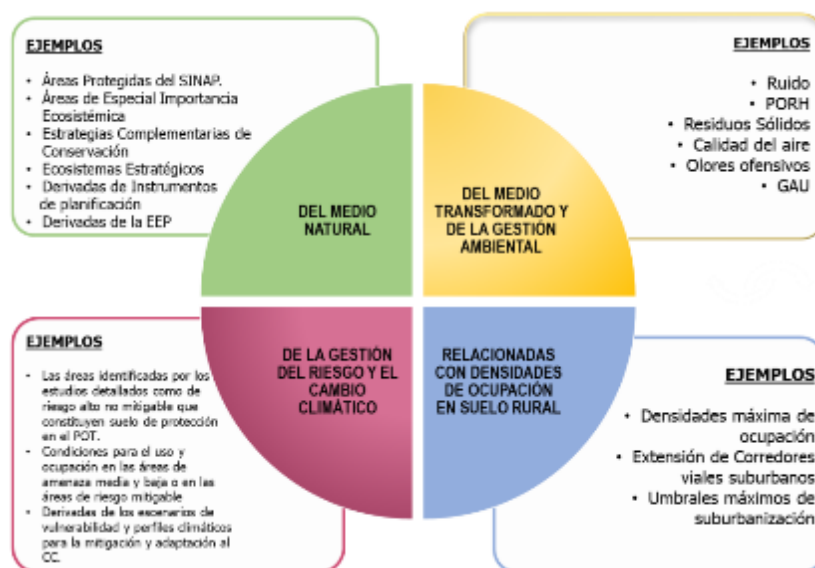 EJEMPLOS
• Áreas Protegidas del SINAP.
• Áreas de Especial Importancia
Ecosistémica
• Estrategias Complementarias de
Conservación
• Ecosistemas Estratégicos
• Derivadas de Instrumentos
de planificación
• Derivadas de la EEP
EJEMPLOS
• Ruido
• PORH
• Residuos Sólidos
• Calidad del aire
• Olores ofensivos
• GAU
DEL MEDIO
NATURAL
DEL MEDIO
TRANSFORMADO Y
DE LA GESTIÓN
AMBIENTAL
DE LA GESTIÓN
DEL RIESGO Y EL
CAMBIO
CLIMÁTICO
RELACIONADAS
CON DENSIDADES
DE OCUPACIÓN
EN SUELO RURAL
EJEMPLOS
• Las áreas identificadas por los
estudios detallados como de
riesgo alto no mitigable que
constituyen suelo de protección
en el POT.
• Condiciones para el uso y
ocupación en las áreas de
amenaza media y baja o en las
áreas de riesgo mitigable
• Derivadas de los escenarios de
vulnerabilidad y perfiles climáticos
para la mitigación y adaptación al
CC.
EJEMPLOS
• Densidades máxima de
ocupación
• Extensión de Corredores
viales suburbanos
• Umbrales máximos de
suburbanización